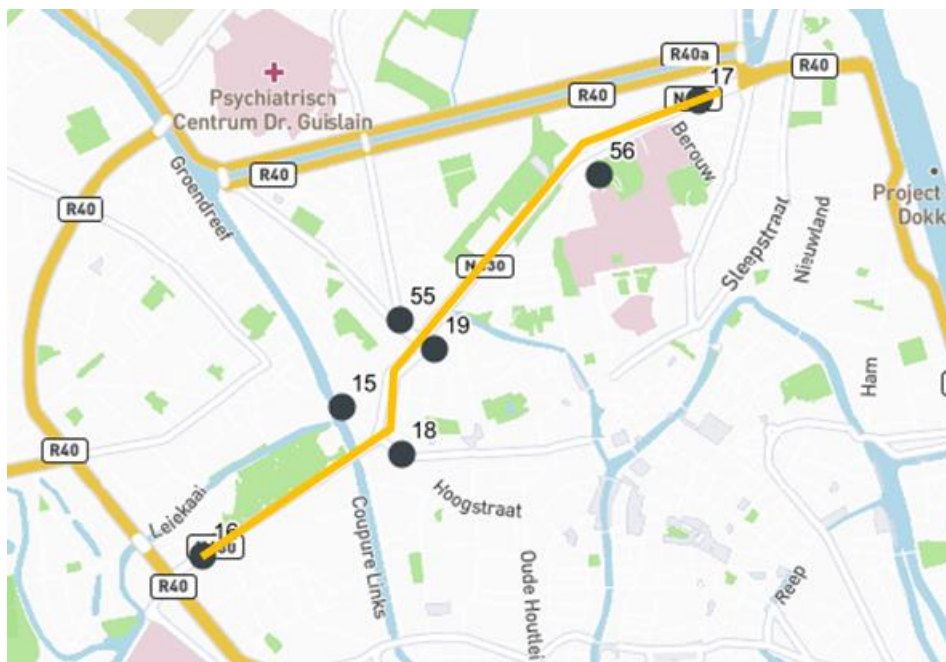 R40a
R40
17
Psychiatrisch
Centrum Dr. Guislain
R40
Berouw
56
R40
Groendreef
R40
Project
Dokk
Sleepstraat
Nieuwland
55
19
15
Ham
18
R40
Leiekaai
Hoogstraat
Coupure Links
16
Oude Houtlei
R40
Reep